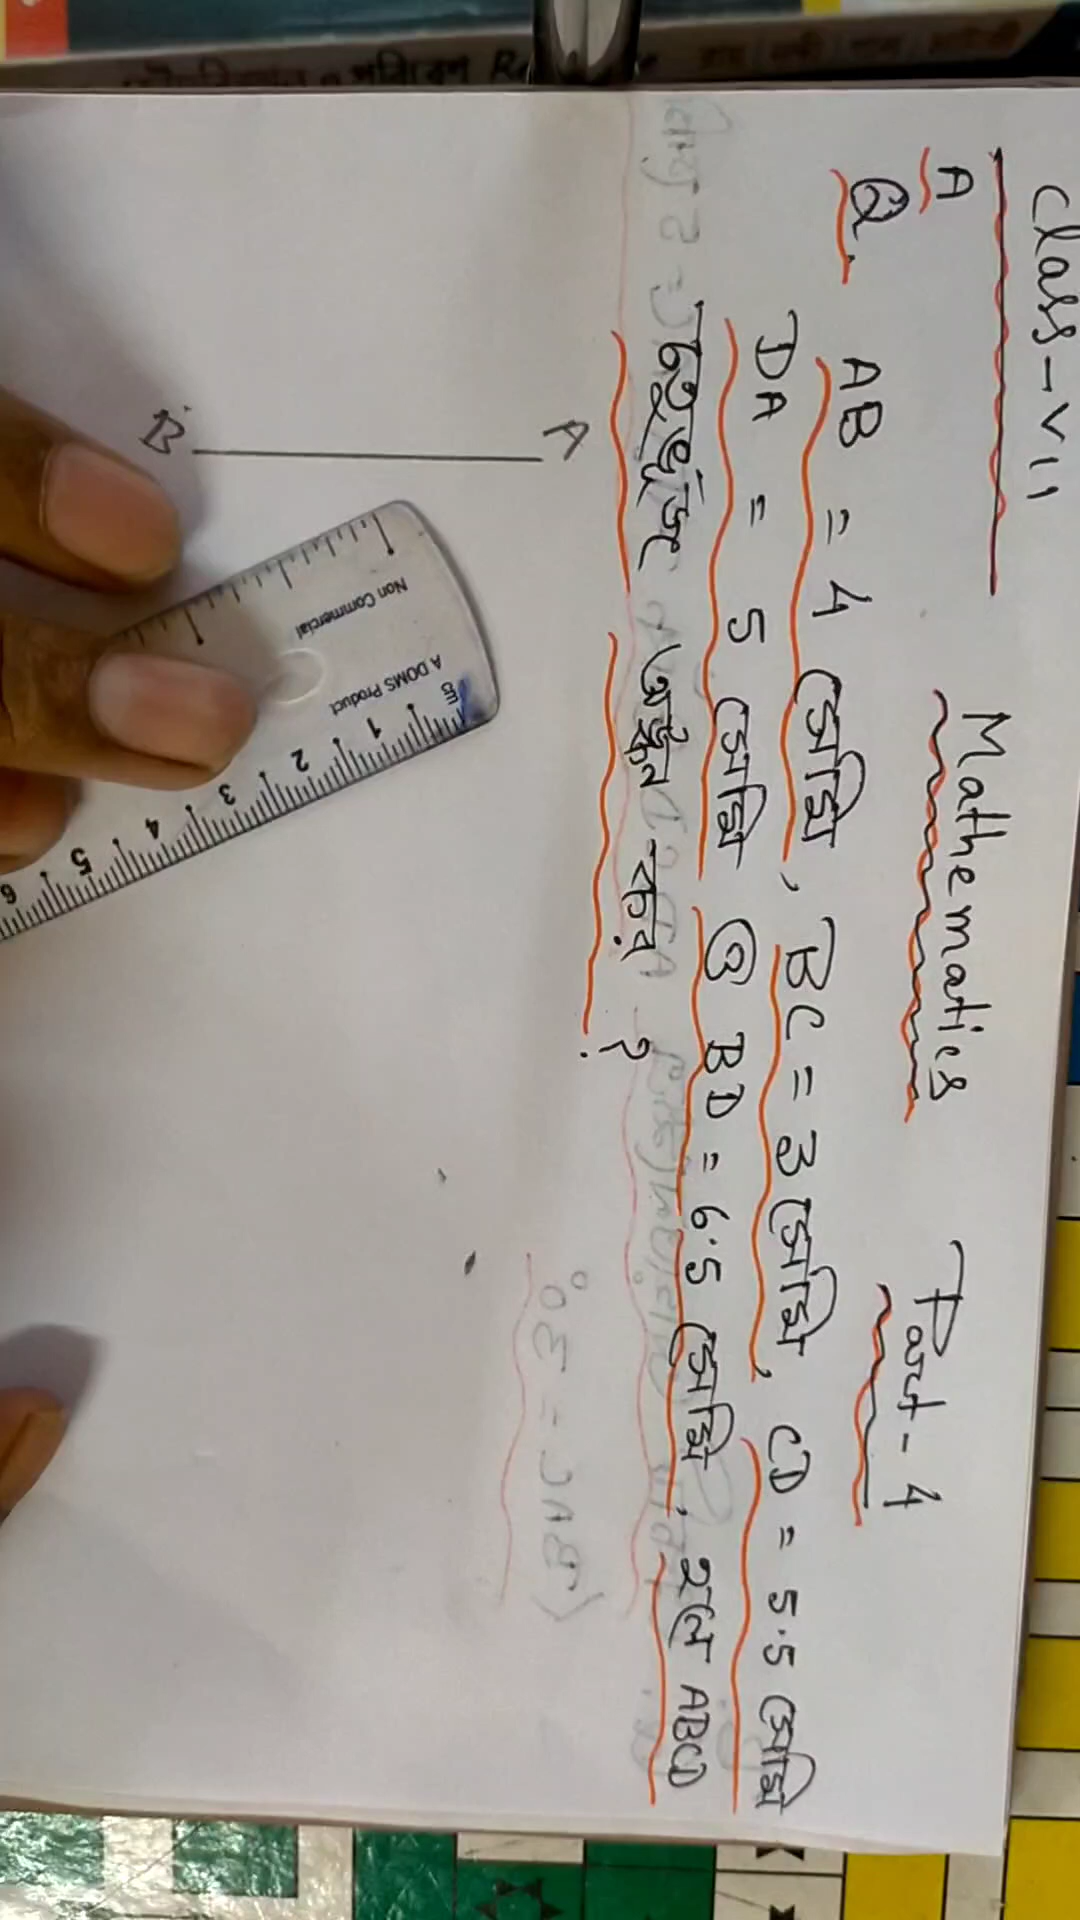 Class-VII Mathematics Part-4
A
Q. AB = 4 সেমি, BC = 3 সেমি, CD = 5.5 সেমি
DA = 5 সেমি ও BD = 6.5 সেমি, হলে ABCD
চতুর্ভুজ অঙ্কন কর ?
A
B
Non Commercial
A DOMS Product
cm 1 2 3 4 5 6